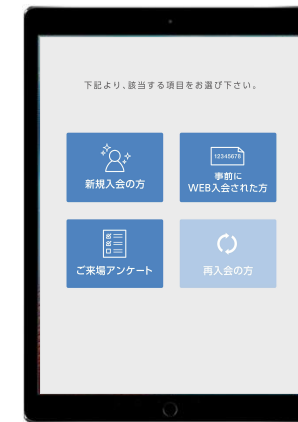 下記より、該当する項目をお選び下さい。
新規入会の方
12345678
事前に
WEB入会された方
ご来場アンケート
再入会の方